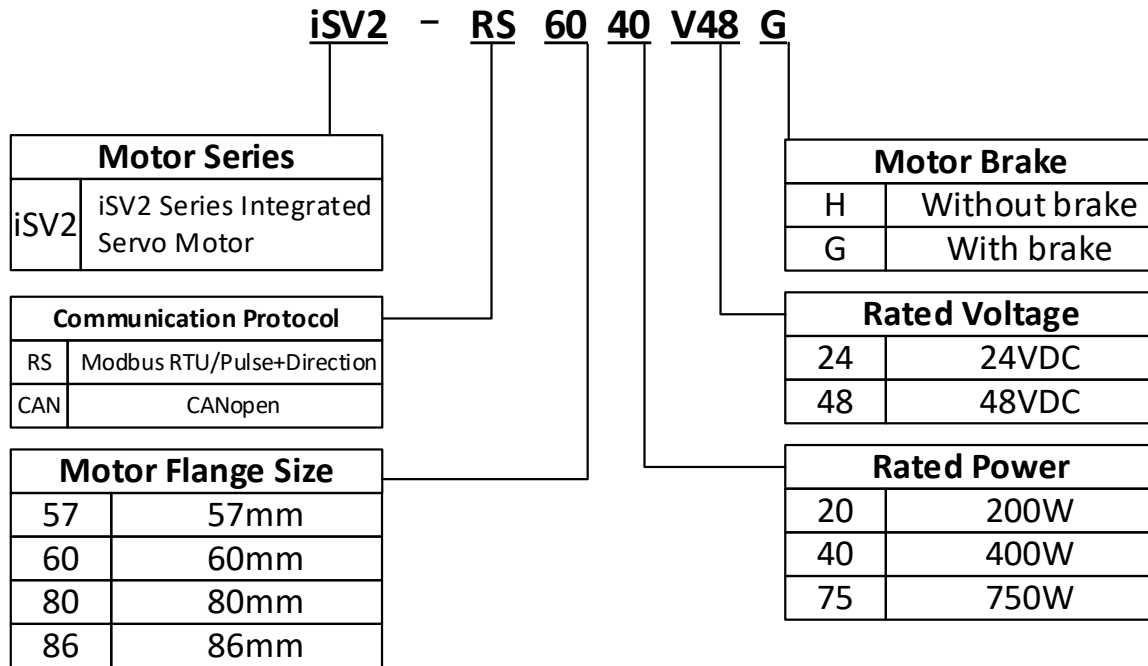 iSV2 - RS 60 40 V48 G
Motor Series
iSV2 iSV2 Series Integrated
Servo Motor
Communication Protocol
RS Modbus RTU/Pulse+Direction
CAN CANopen
Motor Flange Size
57 57mm
60 60mm
80 80mm
86 86mm
Motor Brake
H Without brake
G With brake
Rated Voltage
24 24VDC
48 48VDC
Rated Power
20 200W
40 400W
75 750W